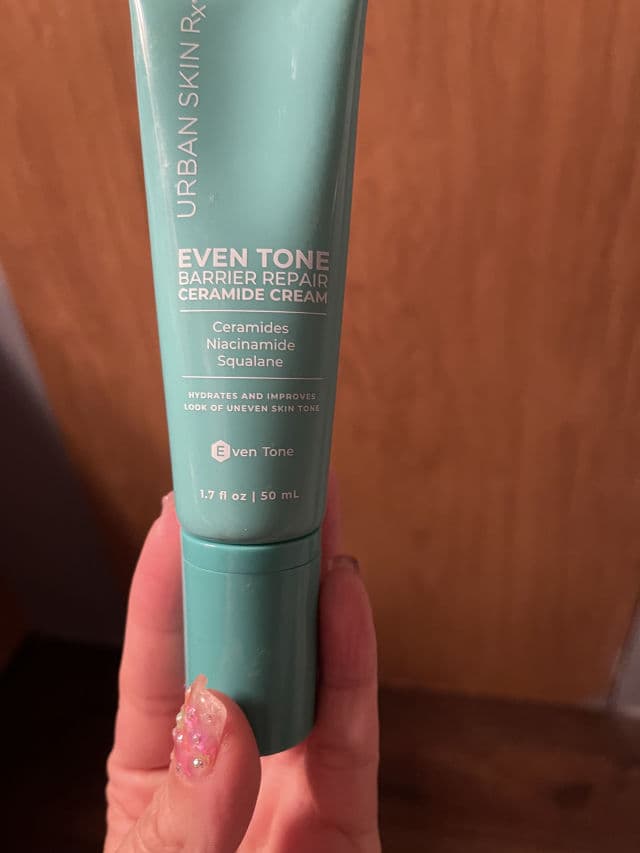 URBAN SKIN Rx
EVEN TONE
BARRIER REPAIR
CERAMIDE CREAM
Ceramides
Niacinamide
Squalane
HYDRATES AND IMPROVES
LOOK OF UNEVEN SKIN TONE
Even Tone
1.7 fl oz | 50 mL